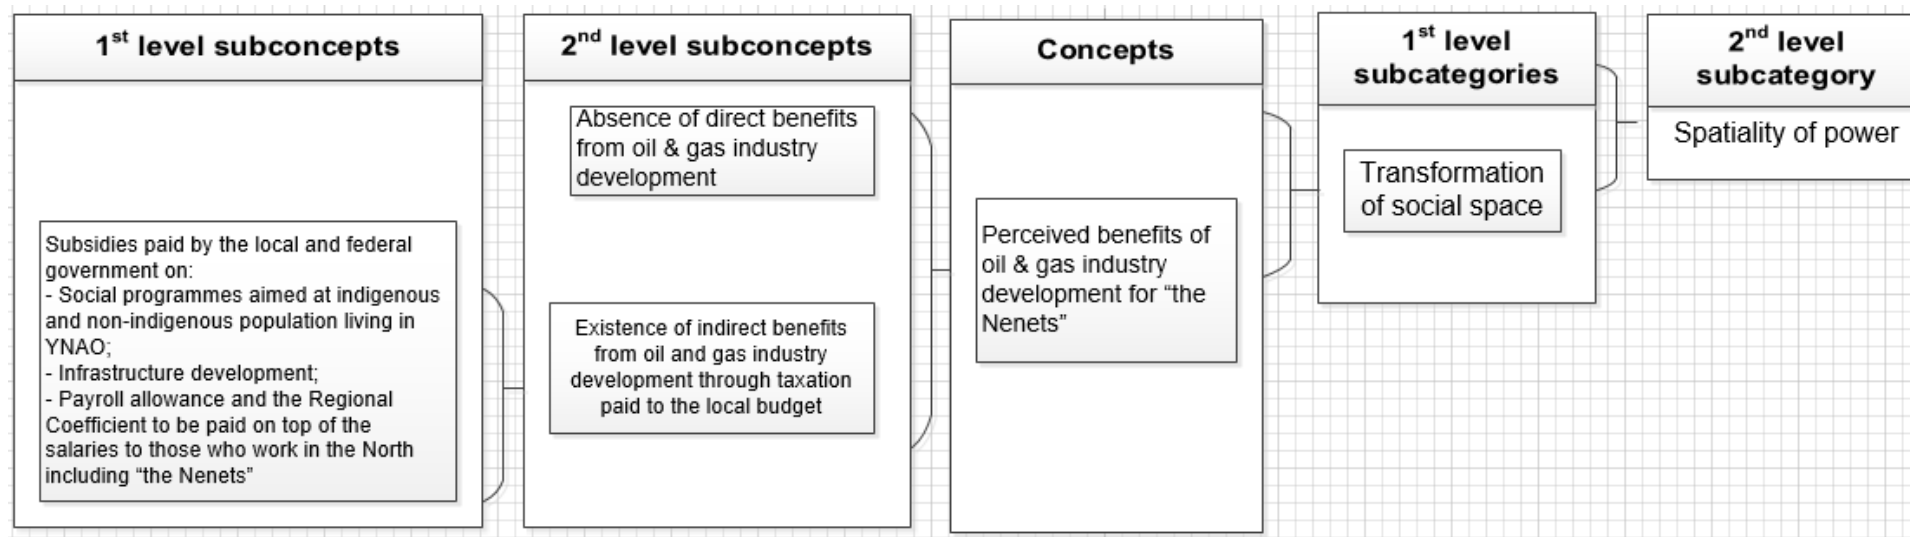 1st level subconcepts
Subsidies paid by the local and federal
government on:
- Social programmes aimed at indigenous
and non-indigenous population living in
YNAO;
- Infrastructure development;
- Payroll allowance and the Regional
Coefficient to be paid on top of the
salaries to those who work in the North
including “the Nenets”
2nd level subconcepts
Absence of direct benefits
from oil & gas industry
development
Existence of indirect benefits
from oil and gas industry
development through taxation
paid to the local budget
Concepts
Perceived benefits of
oil & gas industry
development for “the
Nenets”
1st level
subcategories
Transformation
of social space
2nd level
subcategory
Spatiality of power